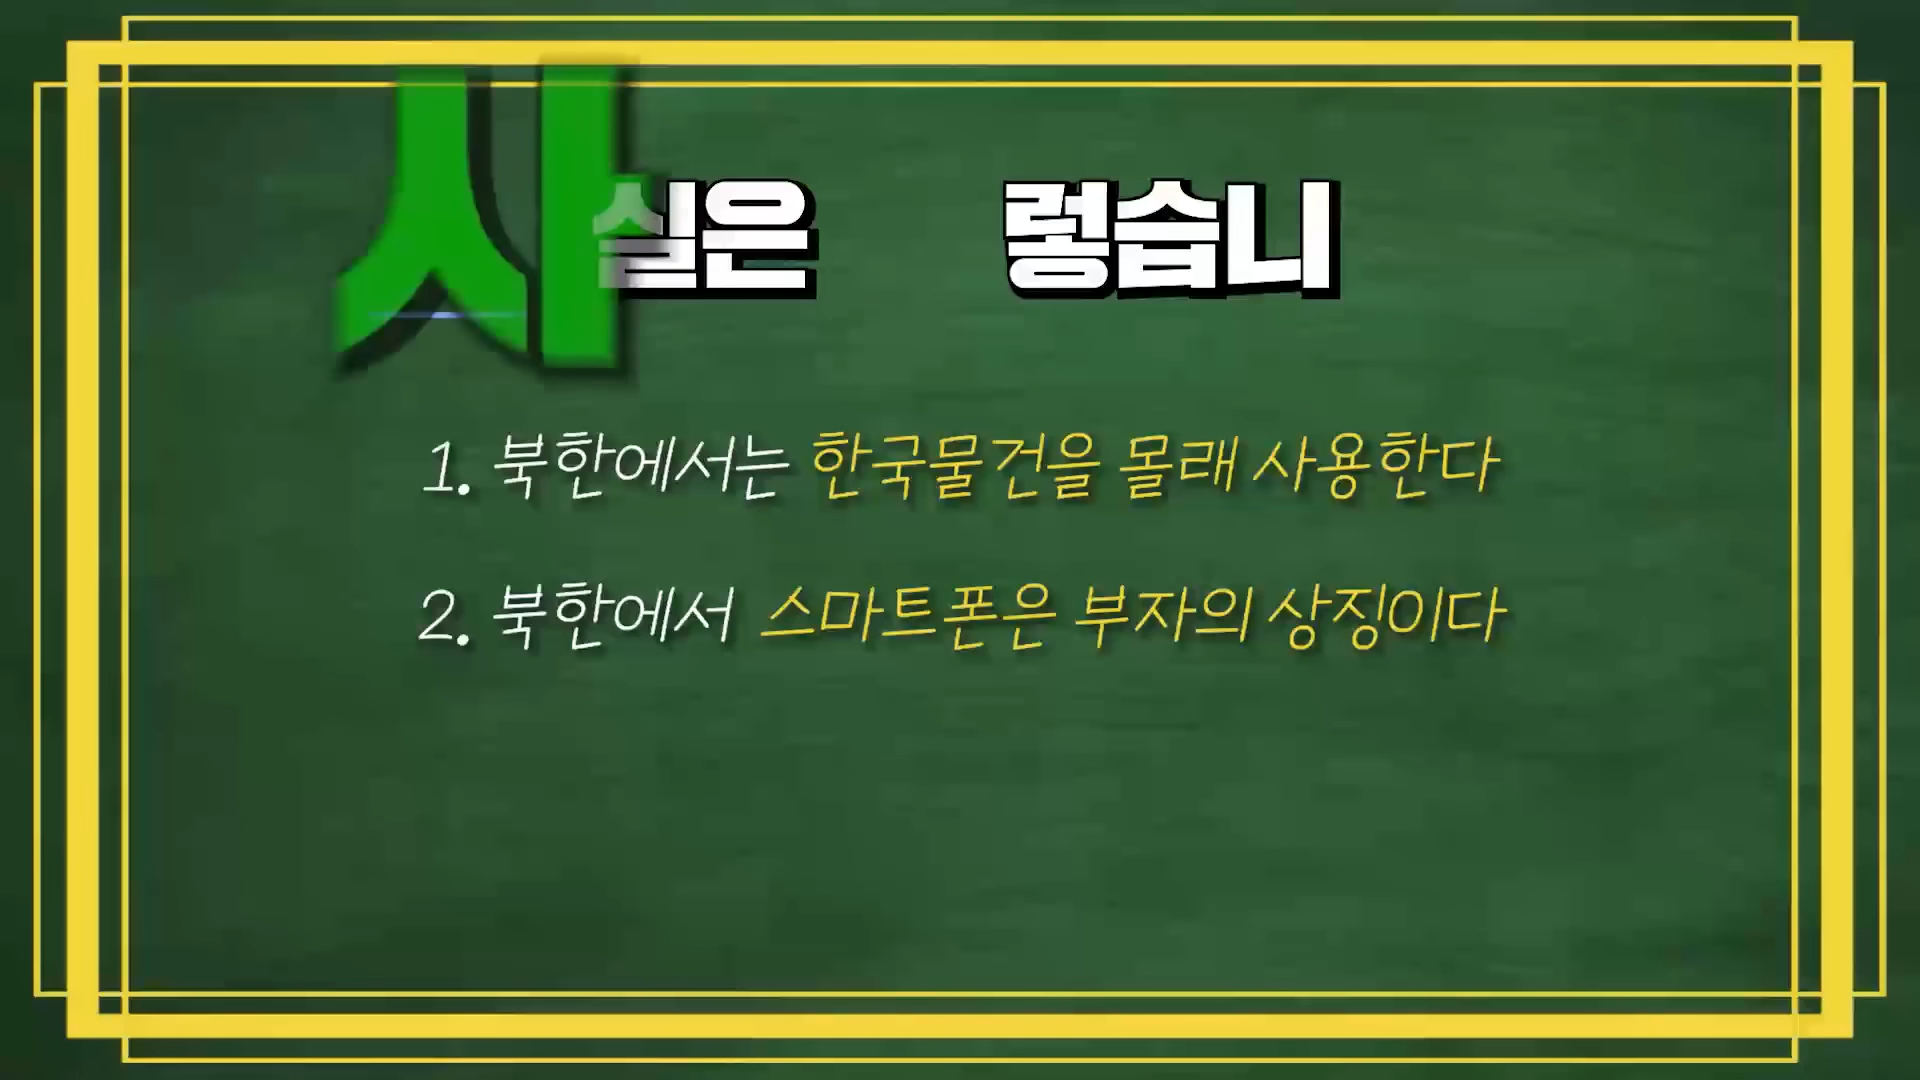 사실은 렇습니
1. 북한에서는 한국물건을 몰래 사용한다
2. 북한에서 스마트폰은 부자의 상징이다